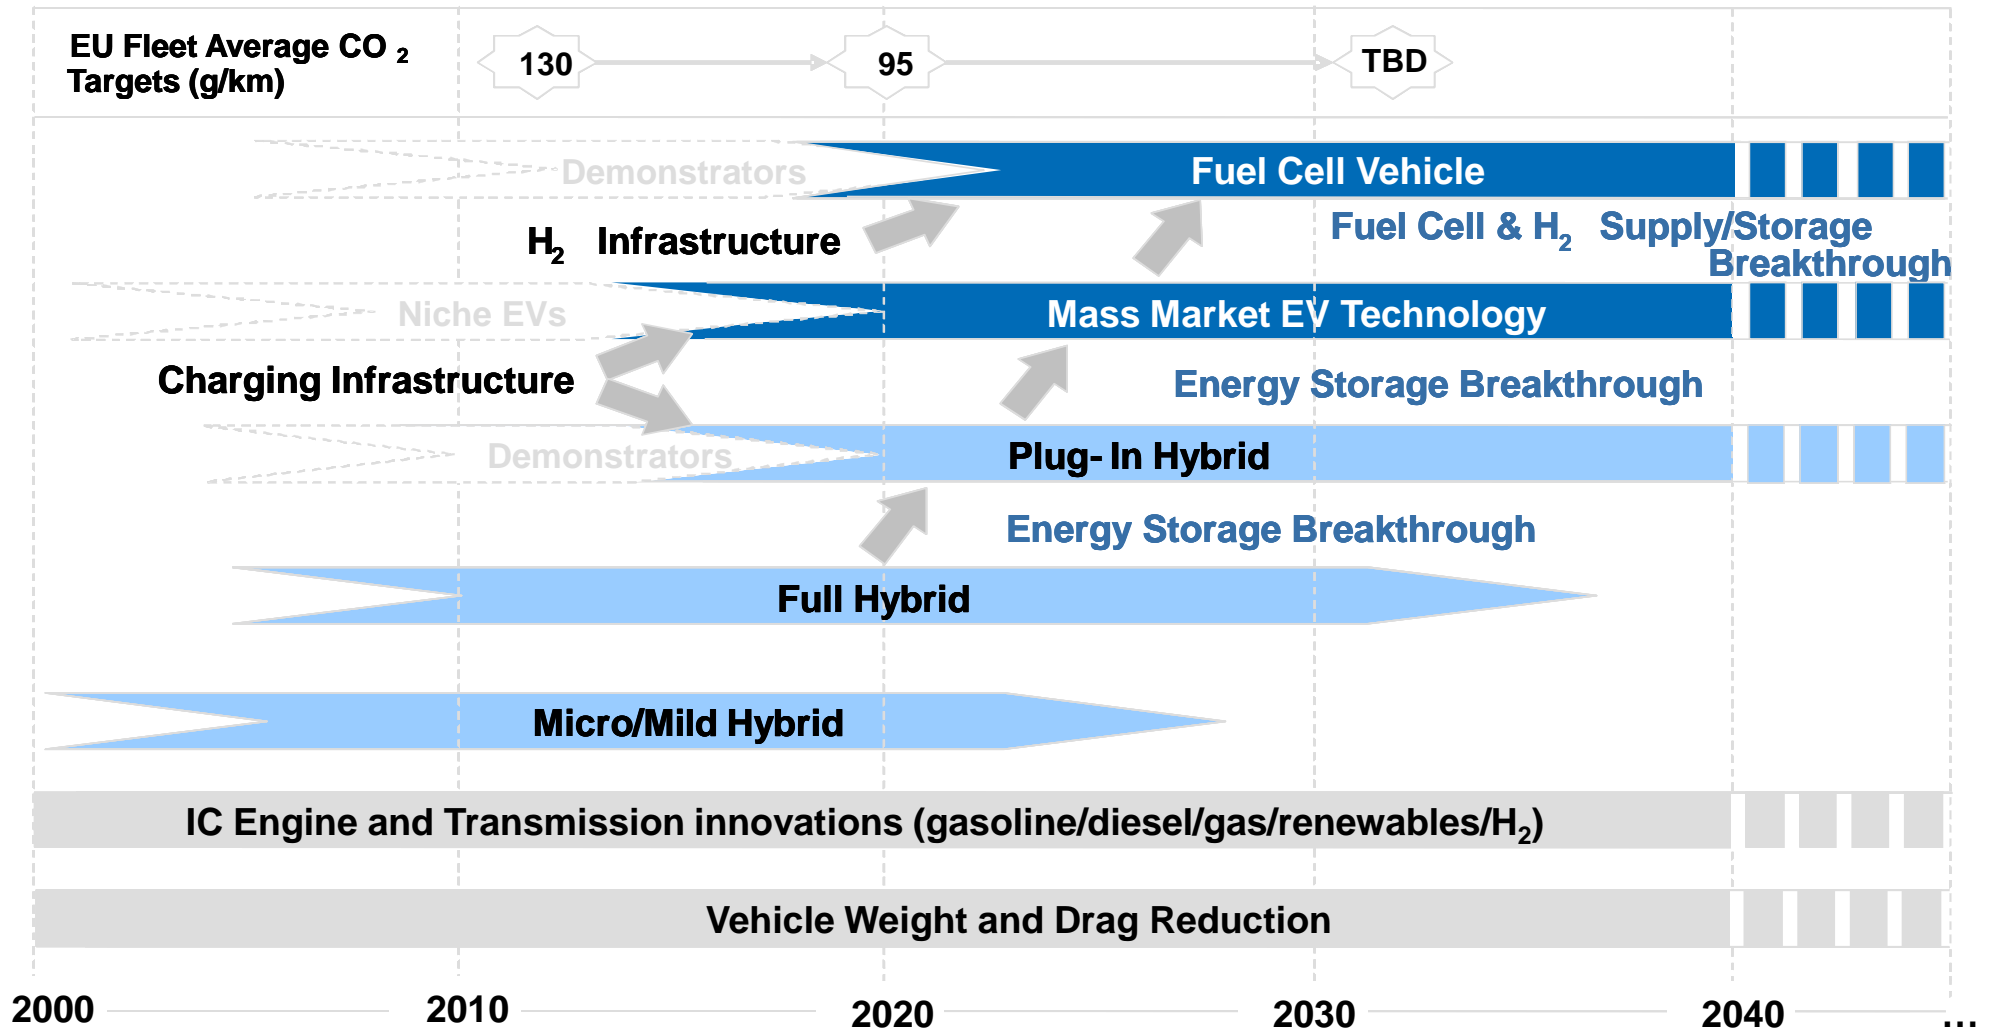 EU Fleet Average CO 2
Targets (g/km)
130
95
TBD
Demonstrators
Fuel Cell Vehicle
H2 Infrastructure
Fuel Cell & H2 Supply/Storage
Breakthrough
Niche EVs
Mass Market EV Technology
Charging Infrastructure
Energy Storage Breakthrough
Demonstrators
Plug- In Hybrid
Energy Storage Breakthrough
Full Hybrid
Micro/Mild Hybrid
IC Engine and Transmission innovations (gasoline/diesel/gas/renewables/H2)
Vehicle Weight and Drag Reduction
2000
2010
2020
2030
2040
...